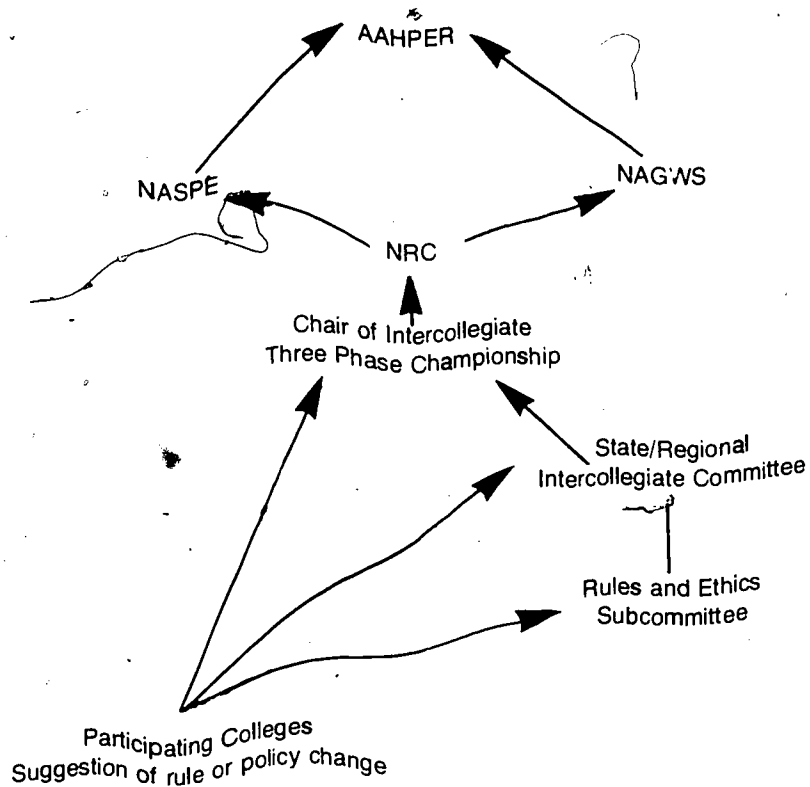 AAHPER
NASPE
NAGWS
NRC
Chair of Intercollegiate
Three Phase Championship
State/Regional
Intercollegiate Committee
Rules and Ethics
Subcommittee
Participating Colleges
Suggestion of rule or policy change